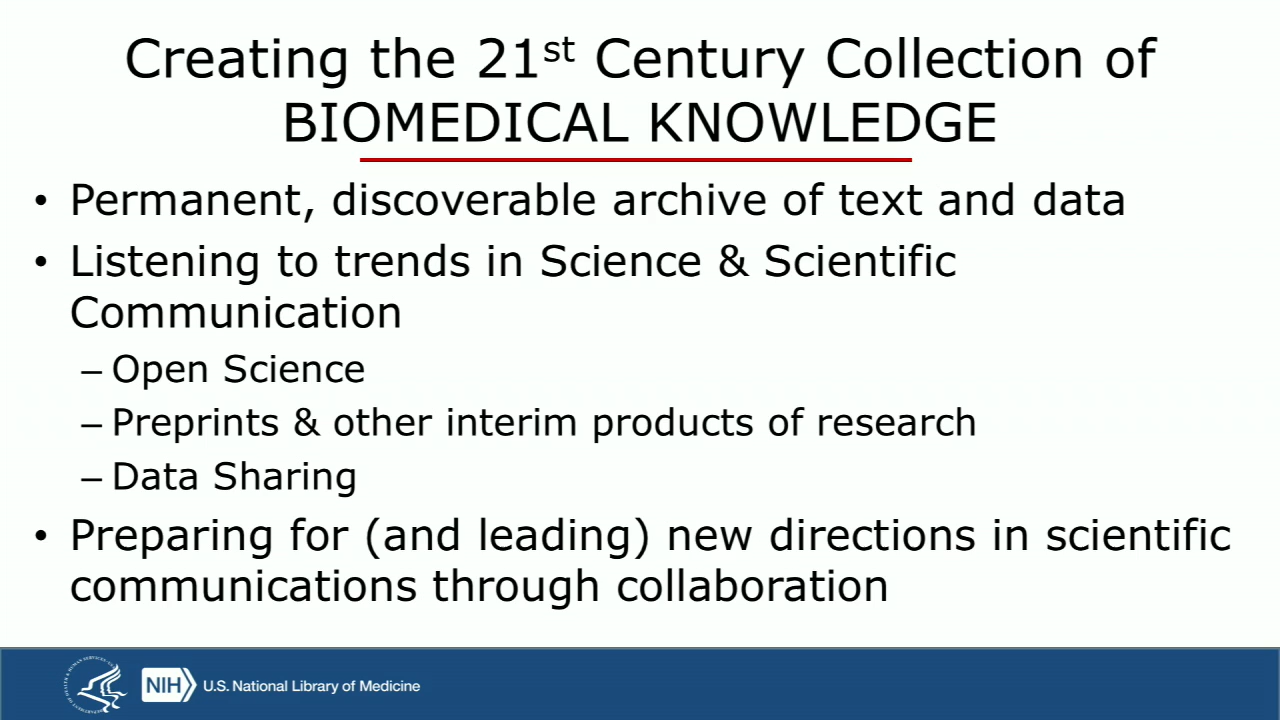 Creating the 21st Century Collection of
BIOMEDICAL KNOWLEDGE
• Permanent, discoverable archive of text and data
• Listening to trends in Science & Scientific
Communication
– Open Science
– Preprints & other interim products of research
– Data Sharing
• Preparing for (and leading) new directions in scientific
communications through collaboration
NIH U.S. National Library of Medicine